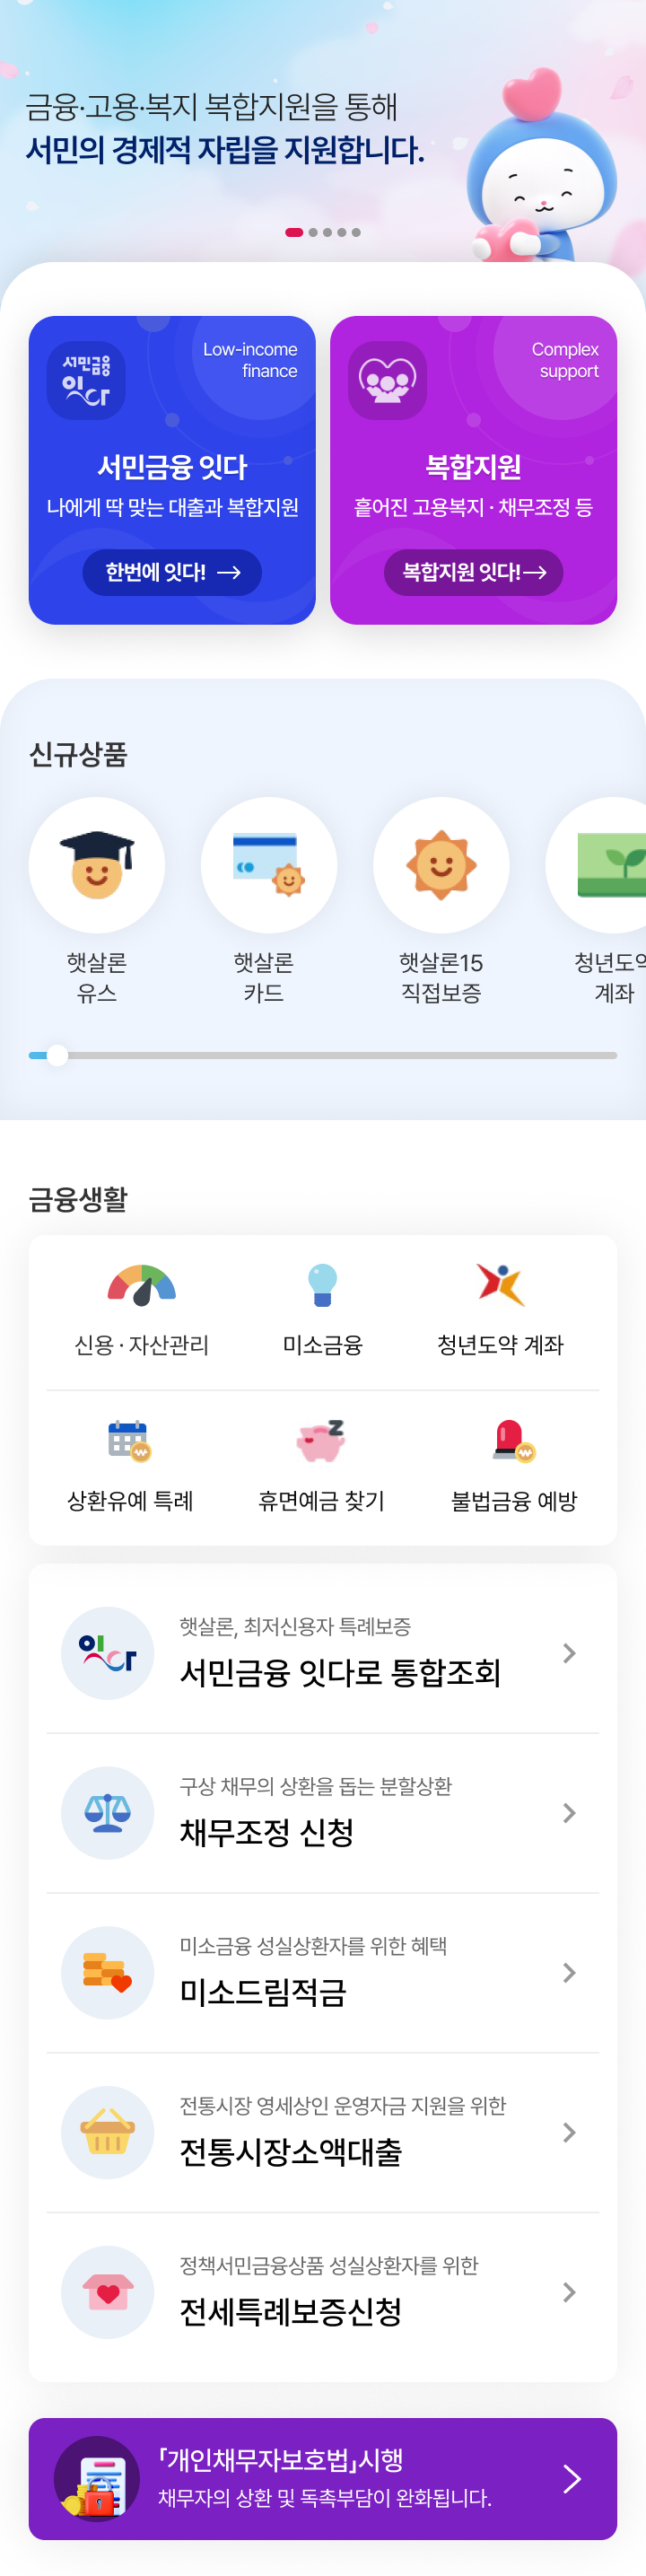 금융·고용·복지 복합지원을 통해
서민의 경제적 자립을 지원합니다.
서민금융
잇다
Low-income
finance
서민금융 잇다
나에게 딱 맞는 대출과 복합지원
한번에 잇다!
Complex
support
복합지원
흩어진 고용복지 · 채무조정 등
복합지원 잇다!
신규상품
햇살론
유스
햇살론
카드
햇살론15
직접보증
청년도약
계좌
금융생활
신용 · 자산관리
미소금융
청년도약 계좌
상환유예 특례
휴면예금 찾기
불법금융 예방
잇다
햇살론, 최저신용자 특례보증
서민금융 잇다로 통합조회
구상 채무의 상환을 돕는 분할상환
채무조정 신청
미소금융 성실상환자를 위한 혜택
미소드림적금
전통시장 영세상인 운영자금 지원을 위한
전통시장소액대출
정책서민금융상품 성실상환자를 위한
전세특례보증신청
「개인채무자보호법」시행
채무자의 상환 및 독촉부담이 완화됩니다.